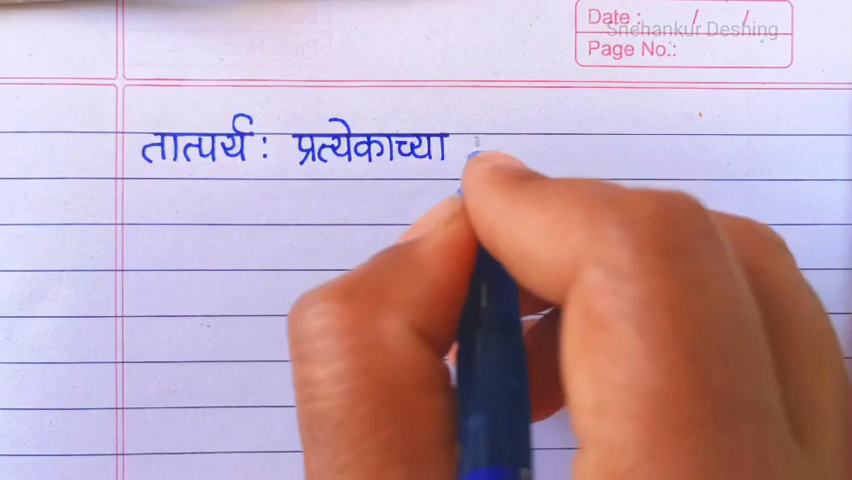 Date : / /
Snehankur Deshing
Page No.:
तात्पर्य : प्रत्येकाच्या